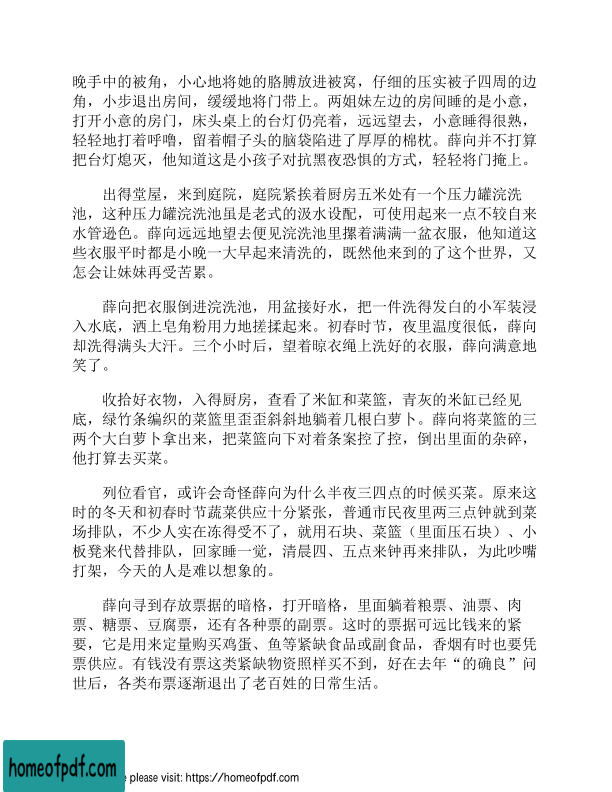 晚手中的被角，小心地将她的胳膊放进被窝，仔细的压实被子四周的边
角，小步退出房间，缓缓地将门带上。两姐妹左边的房间睡的是小意，
打开小意的房门，床头桌上的台灯仍亮着，远远望去，小意睡得很熟，
轻轻地打着呼噜，留着帽子头的脑袋陷进了厚厚的棉枕。薛向并不打算
把台灯熄灭，他知道这是小孩子对抗黑夜恐惧的方式，轻轻将门掩上。
出得堂屋，来到庭院，庭院紧挨着厨房五米处有一个压力罐浣洗
池，这种压力罐浣洗池虽是老式的汲水设配，可使用起来一点不较自来
水管逊色。薛向远远地望去便见浣洗池里摞着满满一盆衣服，他知道这
些衣服平时都是小晚一大早起来清洗的，既然他来到的了这个世界，又
怎会让妹妹再受苦累。
薛向把衣服倒进浣洗池，用盆接好水，把一件洗得发白的小军装浸
入水底，洒上皂角粉用力地搓揉起来。初春时节，夜里温度很低，薛向
却洗得满头大汗。三个小时后，望着晾衣绳上洗好的衣服，薛向满意地
笑了。
收拾好衣物，入得厨房，查看了米缸和菜篮，青灰的米缸已经见
底，绿竹条编织的菜篮里歪歪斜斜地躺着几根白萝卜。薛向将菜篮的三
两个大白萝卜拿出来，把菜篮向下对着条案控了控，倒出里面的杂碎，
他打算去买菜。
列位看官，或许会奇怪薛向为什么半夜三四点的时候买菜。原来这
时的冬天和初春时节蔬菜供应十分紧张，普通市民夜里两三点钟就到菜
场排队，不少人实在冻得受不了，就用石块、菜篮（里面压石块）、小
板凳来代替排队，回家睡一觉，清晨四、五点来钟再来排队，为此吵嘴
打架，今天的人是难以想象的。
薛向寻到存放票据的暗格，打开暗格，里面躺着粮票、油票、肉
票、糖票、豆腐票，还有各种票的副票。这时的票据可远比钱来的紧
要，它是用来定量购买鸡蛋、鱼等紧缺食品或副食品，香烟有时也要凭
票供应。有钱没有票这类紧缺物资照样买不到，好在去年“的确良”问
世后，各类布票逐渐退出了老百姓的日常生活。
homeofpdf.com
e please visit: https://homeofpdf.com